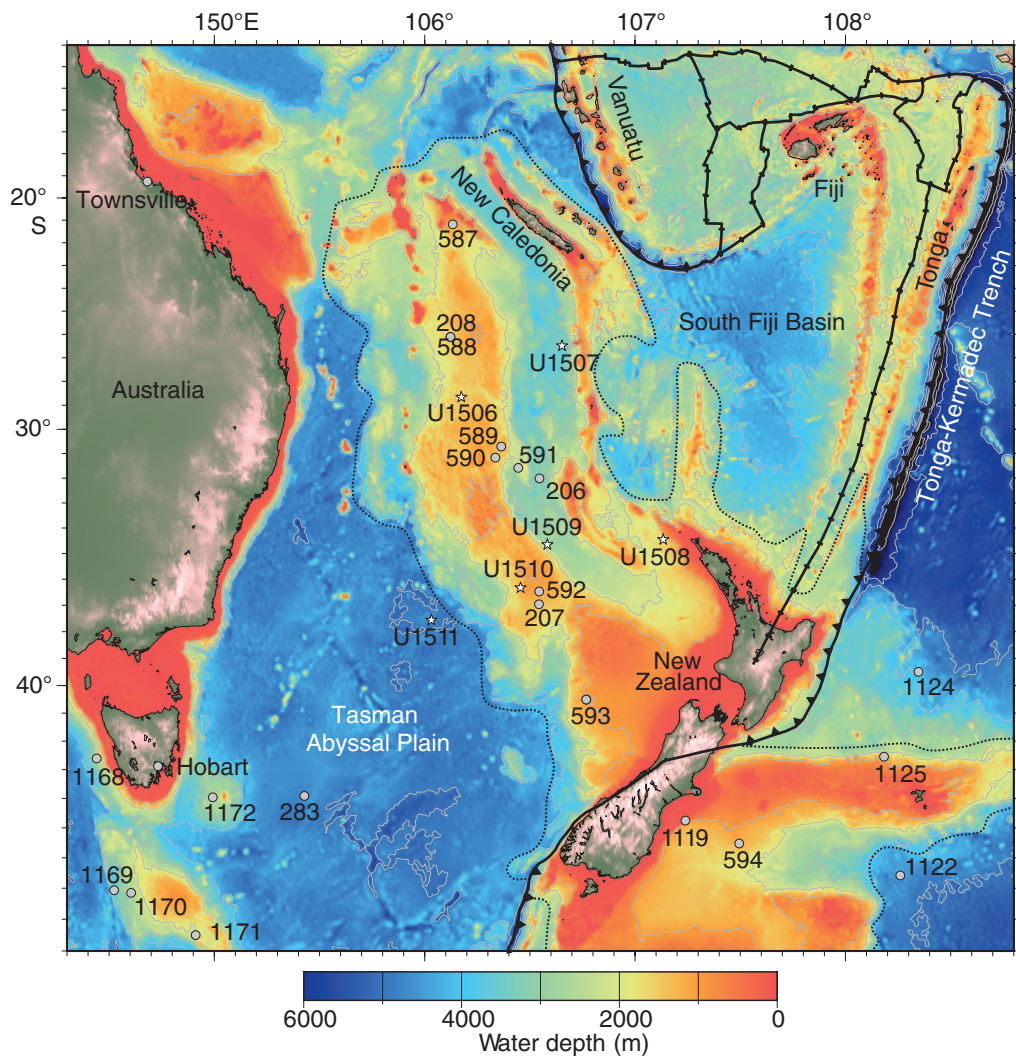 150°E 106° 107° 108°
Vanuatu
20°
S
Townsville
Fiji
New Caledonia
587
Tonga
208
588
South Fiji Basin
U1507
Tonga-Kermadec Trench
Australia
U1506
30°
589
590
591
206
U1509
U1508
U1510
592
207
U1511
New
Zealand
40°
1124
593
Tasman
Abyssal Plain
1125
1168
Hobart
1172
283
1119
594
1122
1169
1170
1171
6000 4000 2000 0
Water depth (m)